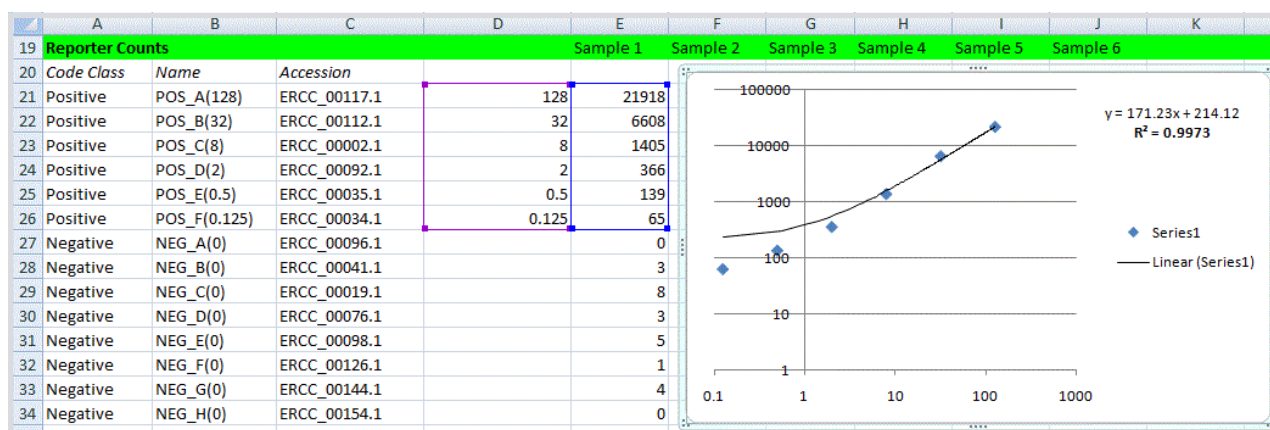 A B C D E F G H I J K
19 Reporter Counts Sample 1 Sample 2 Sample 3 Sample 4 Sample 5 Sample 6
20 Code Class Name Accession
21 Positive POS_A(128) ERCC_00117.1 128 21918
22 Positive POS_B(32) ERCC_00112.1 32 6608
23 Positive POS_C(8) ERCC_00002.1 8 1405
24 Positive POS_D(2) ERCC_00092.1 2 366
25 Positive POS_E(0.5) ERCC_00035.1 0.5 139
26 Positive POS_F(0.125) ERCC_00034.1 0.125 65
27 Negative NEG_A(0) ERCC_00096.1 0
28 Negative NEG_B(0) ERCC_00041.1 3
29 Negative NEG_C(0) ERCC_00019.1 8
30 Negative NEG_D(0) ERCC_00076.1 3
31 Negative NEG_E(0) ERCC_00098.1 5
32 Negative NEG_F(0) ERCC_00126.1 1
33 Negative NEG_G(0) ERCC_00144.1 4
34 Negative NEG_H(0) ERCC_00154.1 0
100000
10000
1000
100
10
1
0.1 1 10 100 1000
y = 171.23x + 214.12
R² = 0.9973
Series1
Linear (Series1)